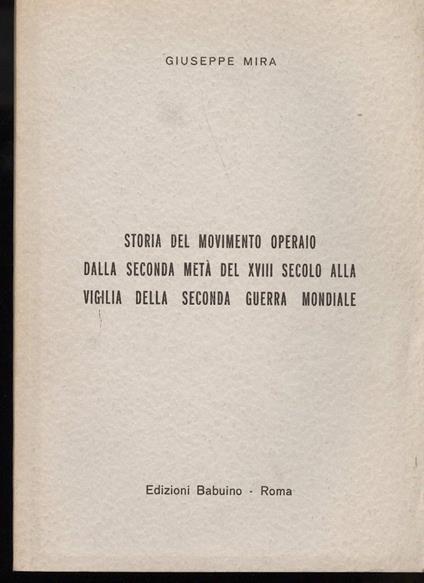 GIUSEPPE MIRA
STORIA DEL MOVIMENTO OPERAIO
DALLA SECONDA METÀ DEL XVIII SECOLO ALLA
VIGILIA DELLA SECONDA GUERRA MONDIALE
Edizioni Babuino - Roma